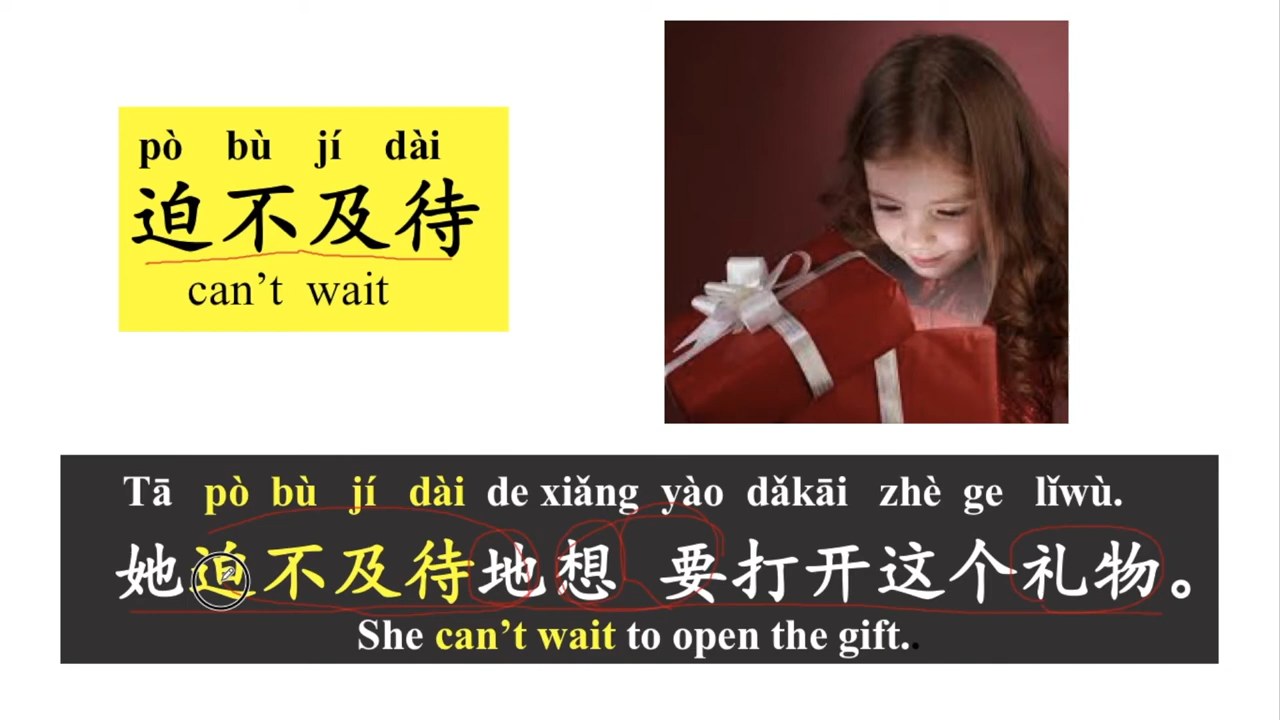 pò bù jí dài
迫不及待
can’t wait
Tā pò bù jí dài de xiǎng yào dǎkāi zhè ge lǐwù.
她迫不及待地想 要打开这个礼物。
She can’t wait to open the gift..